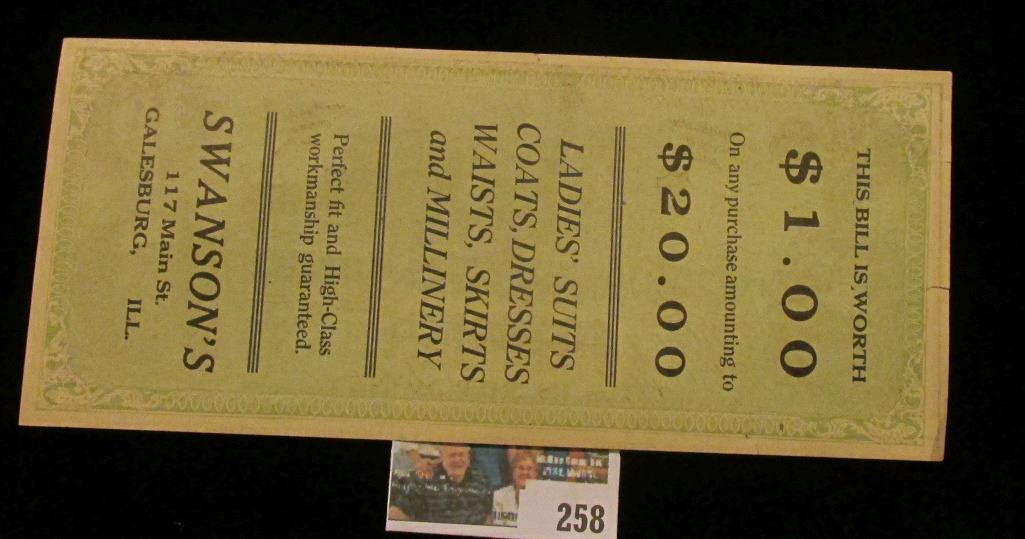 THIS BILL IS WORTH
$1.00
On any purchase amounting to
$20.00
LADIES' SUITS
COATS, DRESSES
WAISTS, SKIRTS
and MILLINERY
Perfect fit and High-Class
workmanship guaranteed.
SWANSON'S
117 Main St.
GALESBURG, ILL.
258